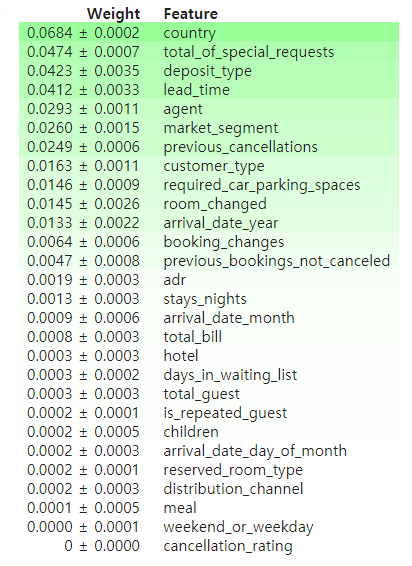 Weight Feature
0.0684 ± 0.0002 country
0.0474 ± 0.0007 total_of_special_requests
0.0423 ± 0.0035 deposit_type
0.0412 ± 0.0033 lead_time
0.0293 ± 0.0011 agent
0.0260 ± 0.0015 market_segment
0.0249 ± 0.0006 previous_cancellations
0.0163 ± 0.0011 customer_type
0.0146 ± 0.0009 required_car_parking_spaces
0.0145 ± 0.0026 room_changed
0.0133 ± 0.0022 arrival_date_year
0.0064 ± 0.0006 booking_changes
0.0047 ± 0.0008 previous_bookings_not_canceled
0.0019 ± 0.0003 adr
0.0013 ± 0.0003 stays_nights
0.0009 ± 0.0006 arrival_date_month
0.0008 ± 0.0003 total_bill
0.0003 ± 0.0003 hotel
0.0003 ± 0.0002 days_in_waiting_list
0.0003 ± 0.0003 total_guest
0.0002 ± 0.0001 is_repeated_guest
0.0002 ± 0.0005 children
0.0002 ± 0.0003 arrival_date_day_of_month
0.0002 ± 0.0001 reserved_room_type
0.0002 ± 0.0003 distribution_channel
0.0001 ± 0.0005 meal
0.0000 ± 0.0001 weekend_or_weekday
0 ± 0.0000 cancellation_rating